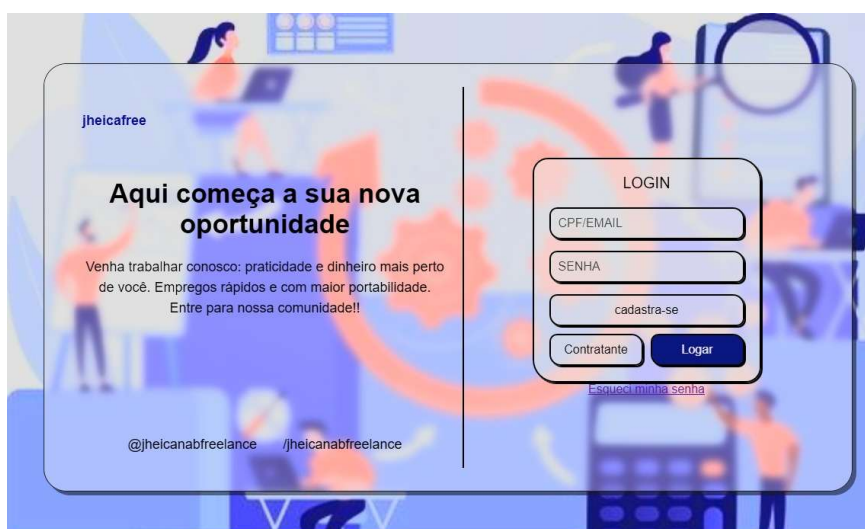 jheicafree
Aqui começa a sua nova
oportunidade
Venha trabalhar conosco: praticidade e dinheiro mais perto
de você. Empregos rápidos e com maior portabilidade.
Entre para nossa comunidade!!
@jheicanabfreelance /jheicanabfreelance
LOGIN
CPF/EMAIL
SENHA
cadastra-se
Contratante Logar
Esqueci minha senha